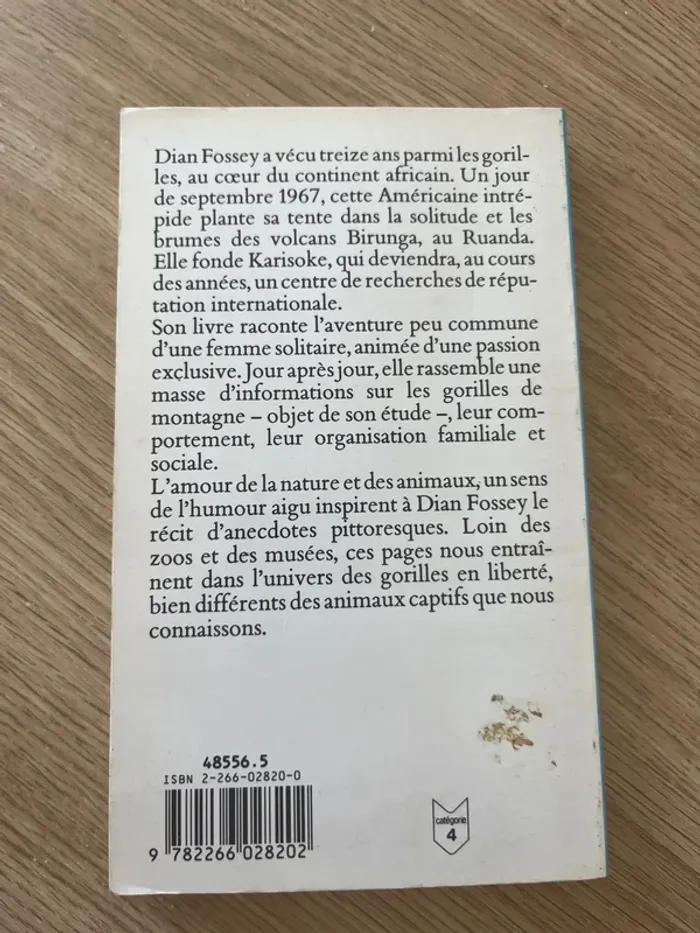 Dian Fossey a vécu treize ans parmi les goril-
les, au cœur du continent africain. Un jour
de septembre 1967, cette Américaine intré-
pide plante sa tente dans la solitude et les
brumes des volcans Birunga, au Ruanda.
Elle fonde Karisoke, qui deviendra, au cours
des années, un centre de recherches de répu-
tation internationale.
Son livre raconte l'aventure peu commune
d'une femme solitaire, animée d'une passion
exclusive. Jour après jour, elle rassemble une
masse d'informations sur les gorilles de
montagne – objet de son étude –, leur com-
portement, leur organisation familiale et
sociale.
L'amour de la nature et des animaux, un sens
de l'humour aigu inspirent à Dian Fossey le
récit d'anecdotes pittoresques. Loin des
zoos et des musées, ces pages nous entraî-
nent dans l'univers des gorilles en liberté,
bien différents des animaux captifs que nous
connaissons.
48556.5
ISBN 2-266-02820-0
9 782266 028202
catégorie
4